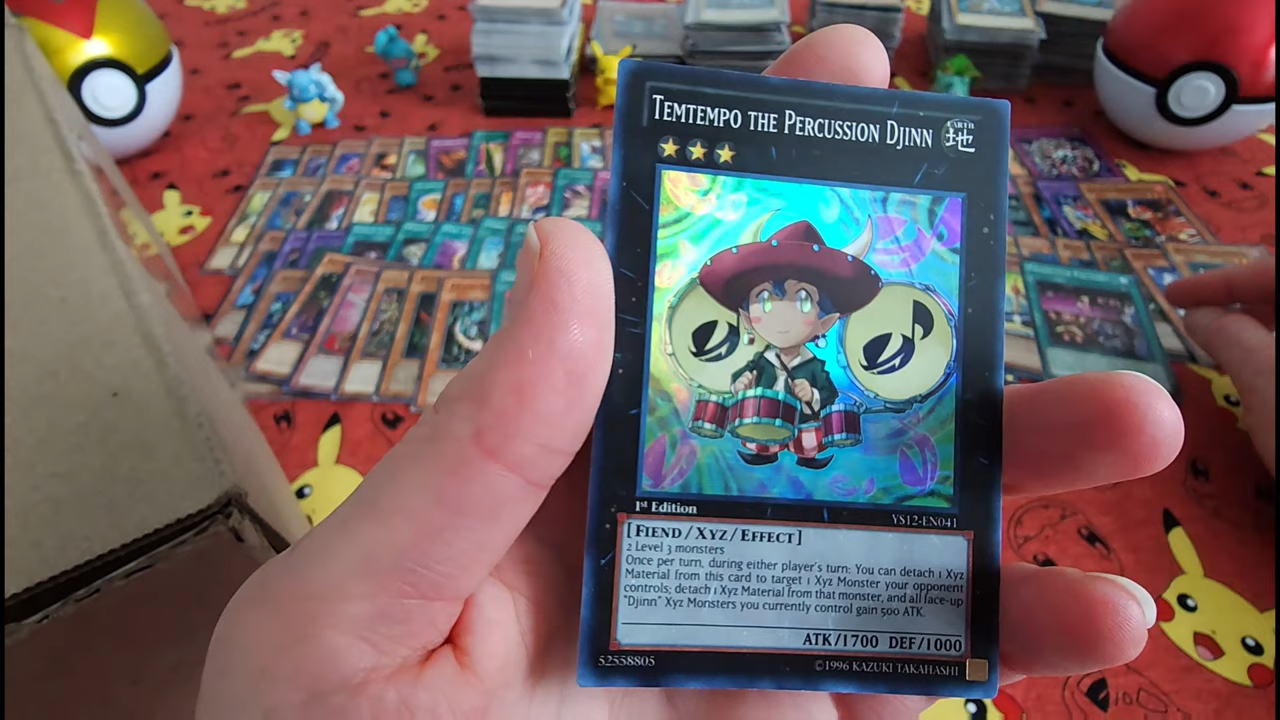 TEMTEMPO THE PERCUSSION DJINN
EARTH
地
1st Edition
YS12-EN041
[FIEND/XYZ/EFFECT]
2 Level 3 monsters
Once per turn, during either player's turn: You can detach 1 Xyz
Material from this card to target 1 Xyz Monster your opponent
controls; detach 1 Xyz Material from that monster, and all face-up
"Djinn" Xyz Monsters you currently control gain 500 ATK.
ATK/1700 DEF/1000
52558805
©1996 KAZUKI TAKAHASHI